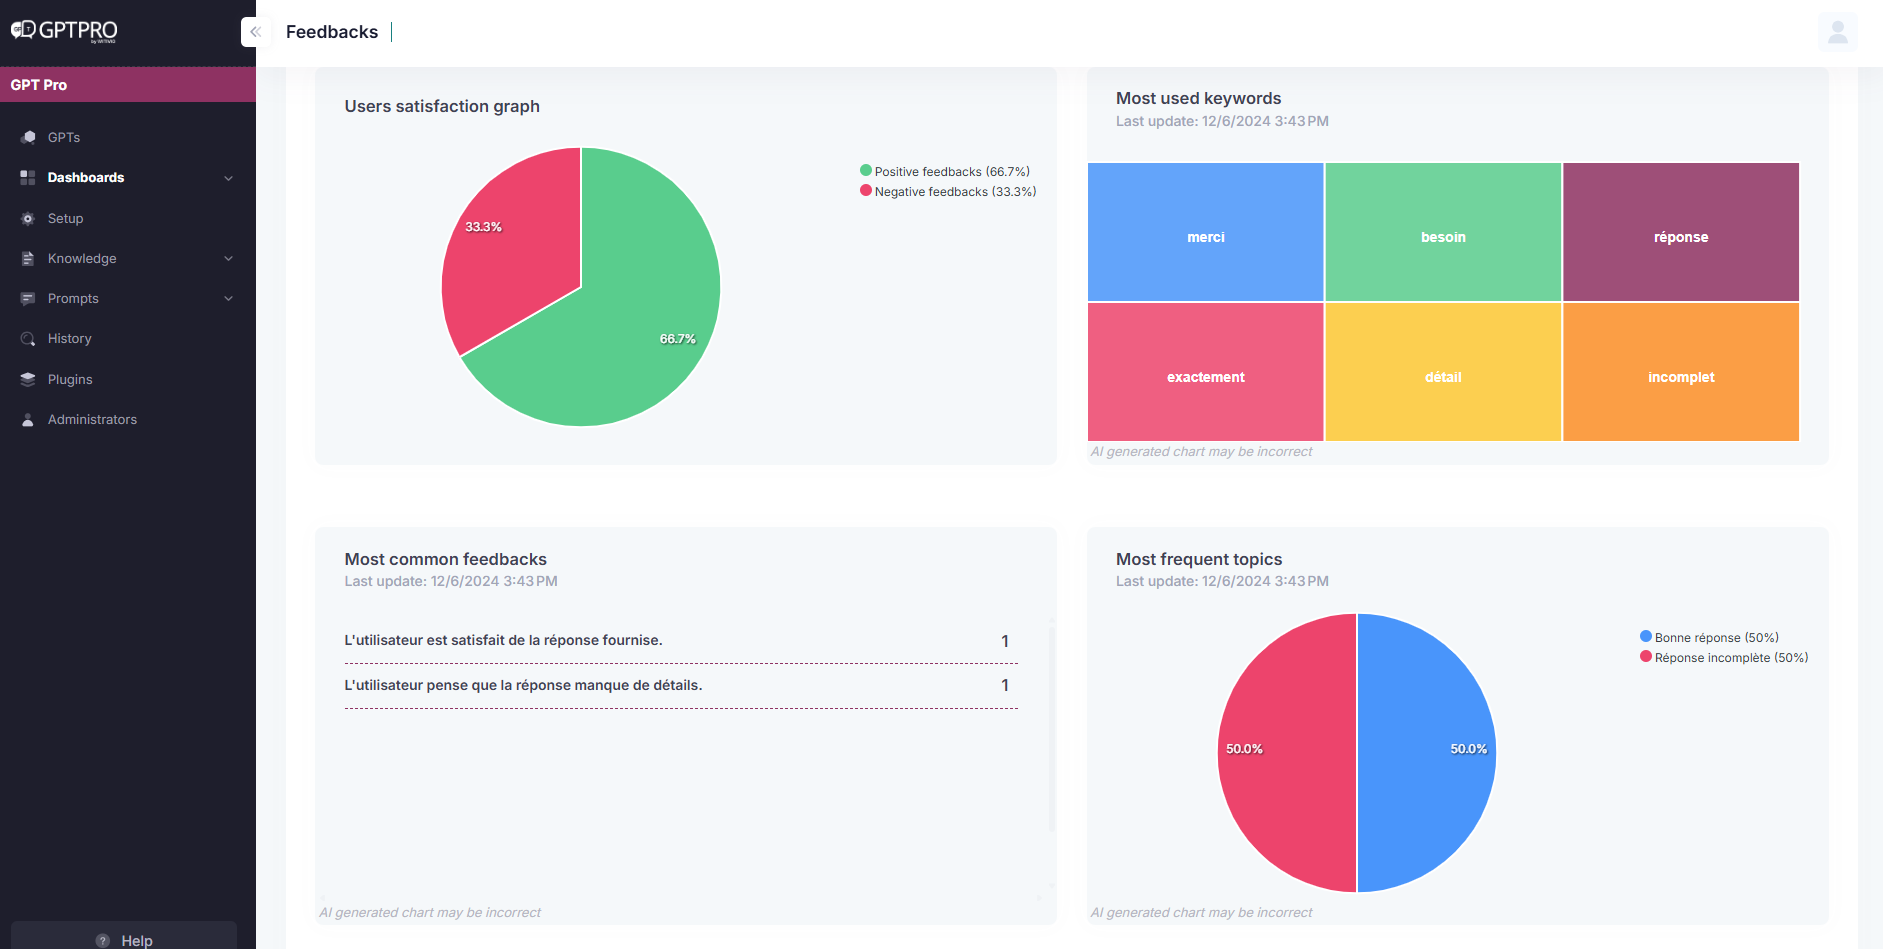 GPTPRO
Feedbacks
GPT Pro
GPTs
Dashboards
Setup
Knowledge
Prompts
History
Plugins
Administrators
Help
Users satisfaction graph
Positive feedbacks (66.7%)
Negative feedbacks (33.3%)
33.3%
66.7%
Most used keywords
Last update: 12/6/2024 3:43 PM
merci
besoin
réponse
exactement
détail
incomplet
AI generated chart may be incorrect
Most common feedbacks
Last update: 12/6/2024 3:43 PM
L'utilisateur est satisfait de la réponse fournise. 1
L'utilisateur pense que la réponse manque de détails. 1
AI generated chart may be incorrect
Most frequent topics
Last update: 12/6/2024 3:43 PM
Bonne réponse (50%)
Réponse incomplète (50%)
50.0%
50.0%
AI generated chart may be incorrect